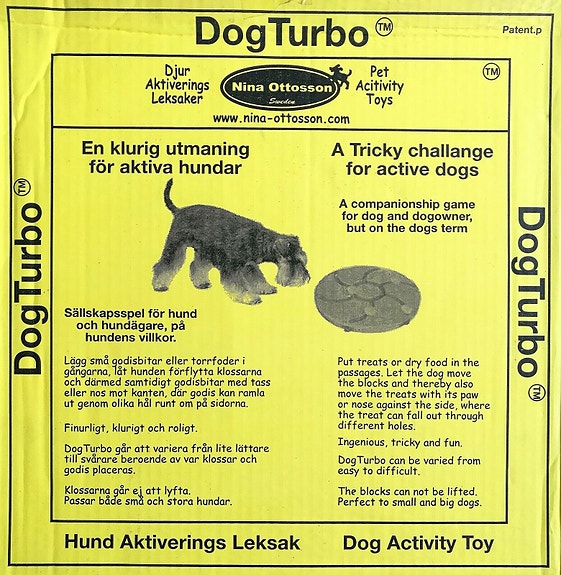 DogTurbo™
Patent.p
Djur
Aktiverings
Leksaker
Nina Ottosson
Sweden
Pet
Acitivity
Toys
™
www.nina-ottosson.com
En klurig utmaning
för aktiva hundar
A Tricky challange
for active dogs
A companionship game
for dog and dogowner,
but on the dogs term
DogTurbo™
DogTurbo™
Sällskapsspel för hund
och hundägare, på
hundens villkor.
Lägg små godisbitar eller torrfoder i
gångarna, låt hunden förflytta klossarna
och därmed samtidigt godisbitar med tass
eller nos mot kanten, där godis kan ramla
ut genom olika hål runt om på sidorna.
Finurligt, klurigt och roligt.
DogTurbo går att variera från lite lättare
till svårare beroende av var klossar och
godis placeras.
Klossarna går ej att lyfta.
Passar både små och stora hundar.
Put treats or dry food in the
passages. Let the dog move
the blocks and thereby also
move the treats with its paw
or nose against the side, where
the treat can fall out through
different holes.
Ingenious, tricky and fun.
DogTurbo can be varied from
easy to difficult.
The blocks can not be lifted.
Perfect to small and big dogs.
Hund Aktiverings Leksak
Dog Activity Toy